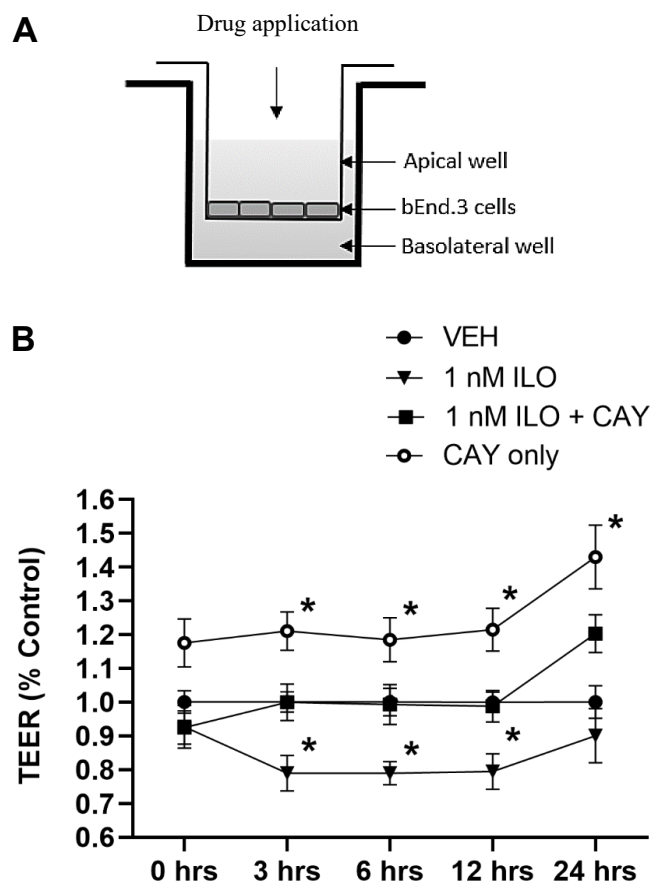 A
Drug application
Apical well
bEnd.3 cells
Basolateral well
B
VEH
1 nM ILO
1 nM ILO + CAY
CAY only
TEER (% Control)
1.6
1.5
1.4
1.3
1.2
1.1
1.0
0.9
0.8
0.7
0.6
*
*
*
*
*
*
*
0 hrs
3 hrs
6 hrs
12 hrs
24 hrs